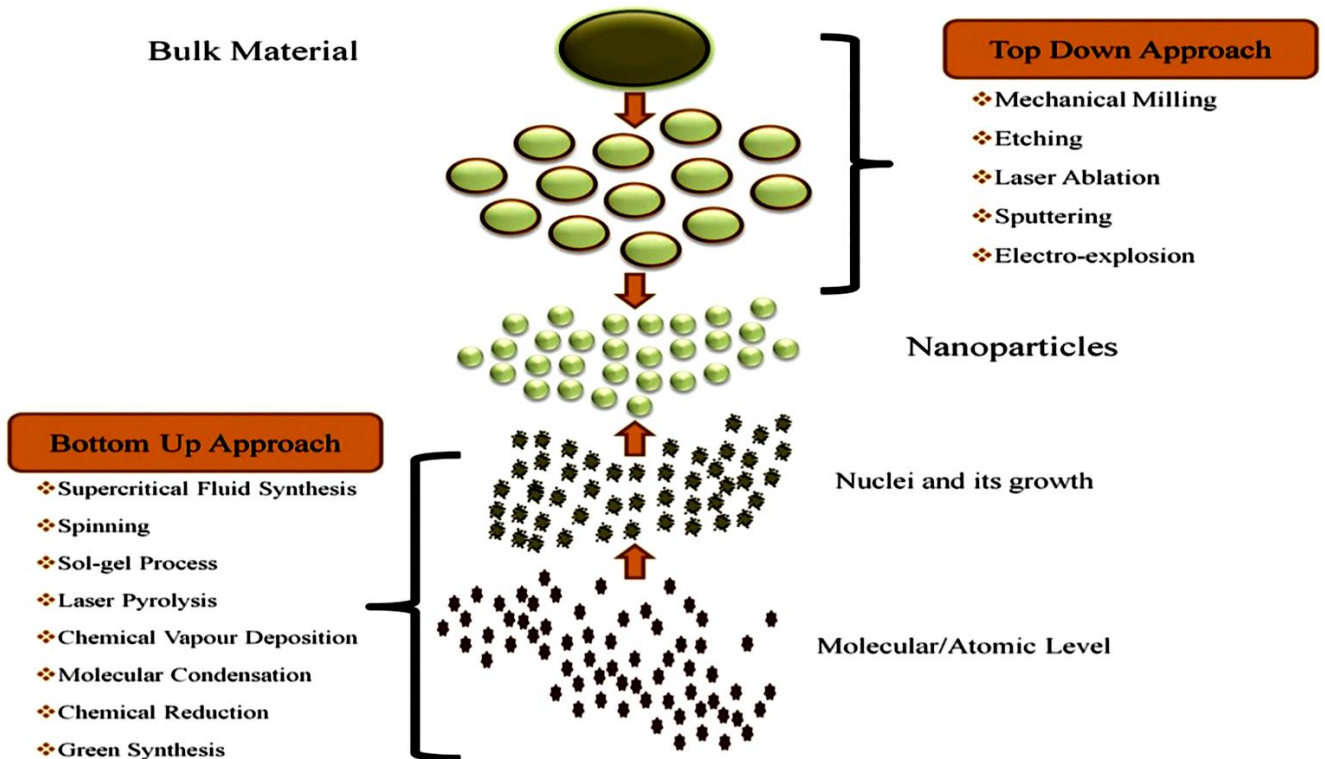 Bulk Material
Top Down Approach
Mechanical Milling
Etching
Laser Ablation
Sputtering
Electro-explosion
Nanoparticles
Bottom Up Approach
Supercritical Fluid Synthesis
Spinning
Sol-gel Process
Laser Pyrolysis
Chemical Vapour Deposition
Molecular Condensation
Chemical Reduction
Green Synthesis
Nuclei and its growth
Molecular/Atomic Level